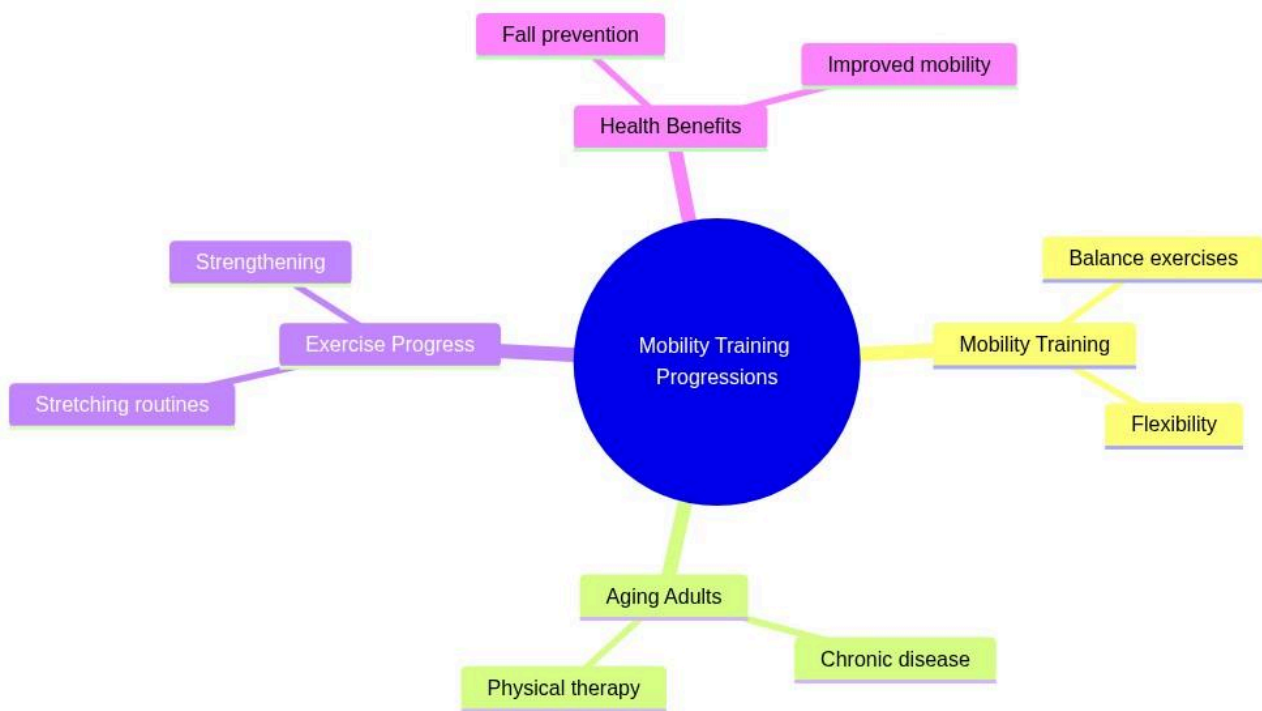 Fall prevention
Improved mobility
Health Benefits
Strengthening
Balance exercises
Exercise Progress
Mobility Training
Progressions
Mobility Training
Stretching routines
Flexibility
Aging Adults
Chronic disease
Physical therapy